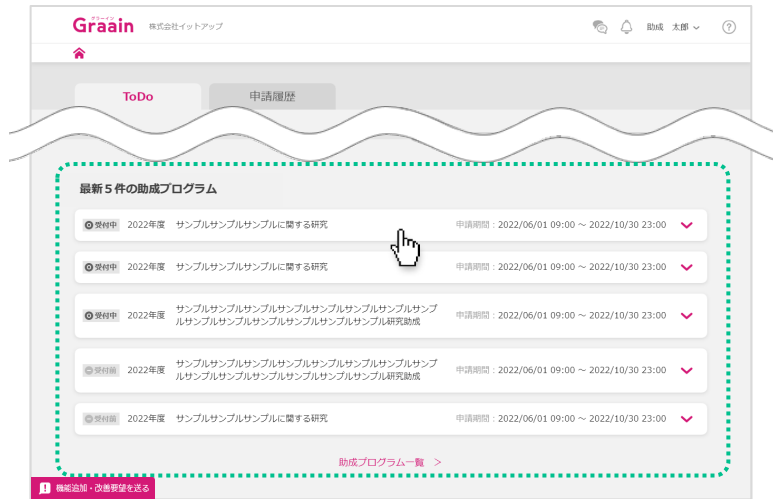 グラーイン
Graain 株式会社イットアップ 助成 太郎
ToDo 申請履歴
最新５件の助成プログラム
受付中 2022年度 サンプルサンプルサンプルに関する研究 申請期間：2022/06/01 09:00 ～ 2022/10/30 23:00
受付中 2022年度 サンプルサンプルサンプルに関する研究 申請期間：2022/06/01 09:00 ～ 2022/10/30 23:00
受付中 2022年度 サンプルサンプルサンプルサンプルサンプルサンプルサンプルサンプ 申請期間：2022/06/01 09:00 ～ 2022/10/30 23:00
ルサンプルサンプルサンプルサンプルサンプルサンプル研究助成
受付前 2022年度 サンプルサンプルサンプルサンプルサンプルサンプルサンプルサンプ 申請期間：2022/06/01 09:00 ～ 2022/10/30 23:00
ルサンプルサンプルサンプルサンプルサンプルサンプル研究助成
受付前 2022年度 サンプルサンプルサンプルに関する研究 申請期間：2022/06/01 09:00 ～ 2022/10/30 23:00
助成プログラム一覧 ＞
機能追加・改善要望を送る